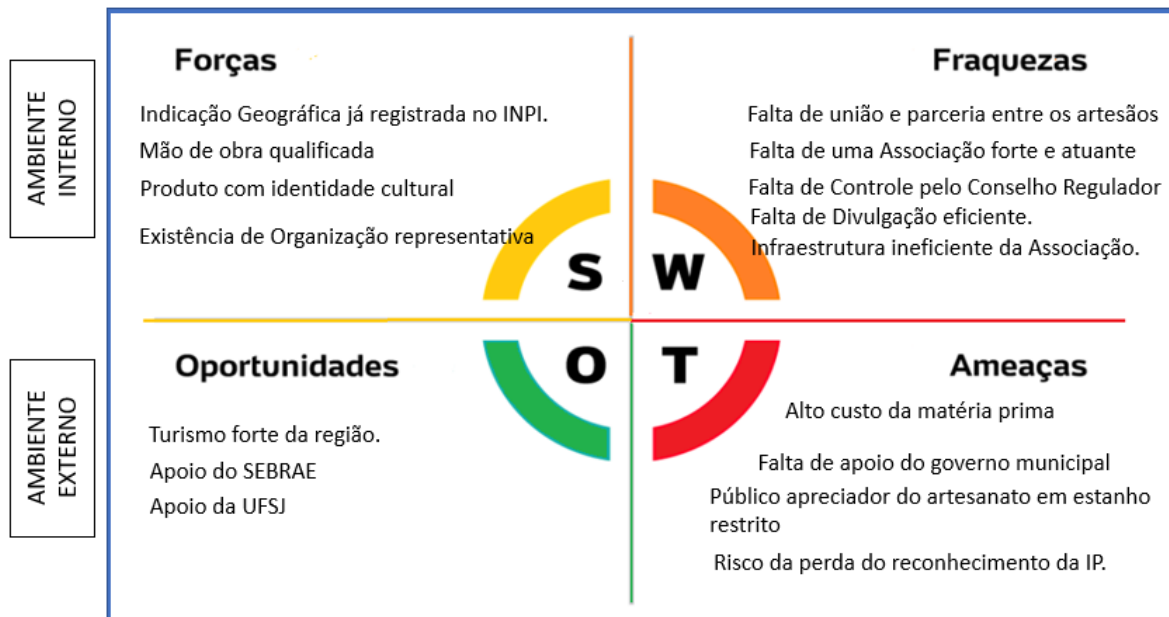 AMBIENTE
INTERNO
Forças
Indicação Geográfica já registrada no INPI.
Mão de obra qualificada
Produto com identidade cultural
Existência de Organização representativa
Fraquezas
Falta de união e parceria entre os artesãos
Falta de uma Associação forte e atuante
Falta de Controle pelo Conselho Regulador
Falta de Divulgação eficiente.
Infraestrutura ineficiente da Associação.
S W
O T
AMBIENTE
EXTERNO
Oportunidades
Turismo forte da região.
Apoio do SEBRAE
Apoio da UFSJ
Ameaças
Alto custo da matéria prima
Falta de apoio do governo municipal
Público apreciador do artesanato em estanho
restrito
Risco da perda do reconhecimento da IP.